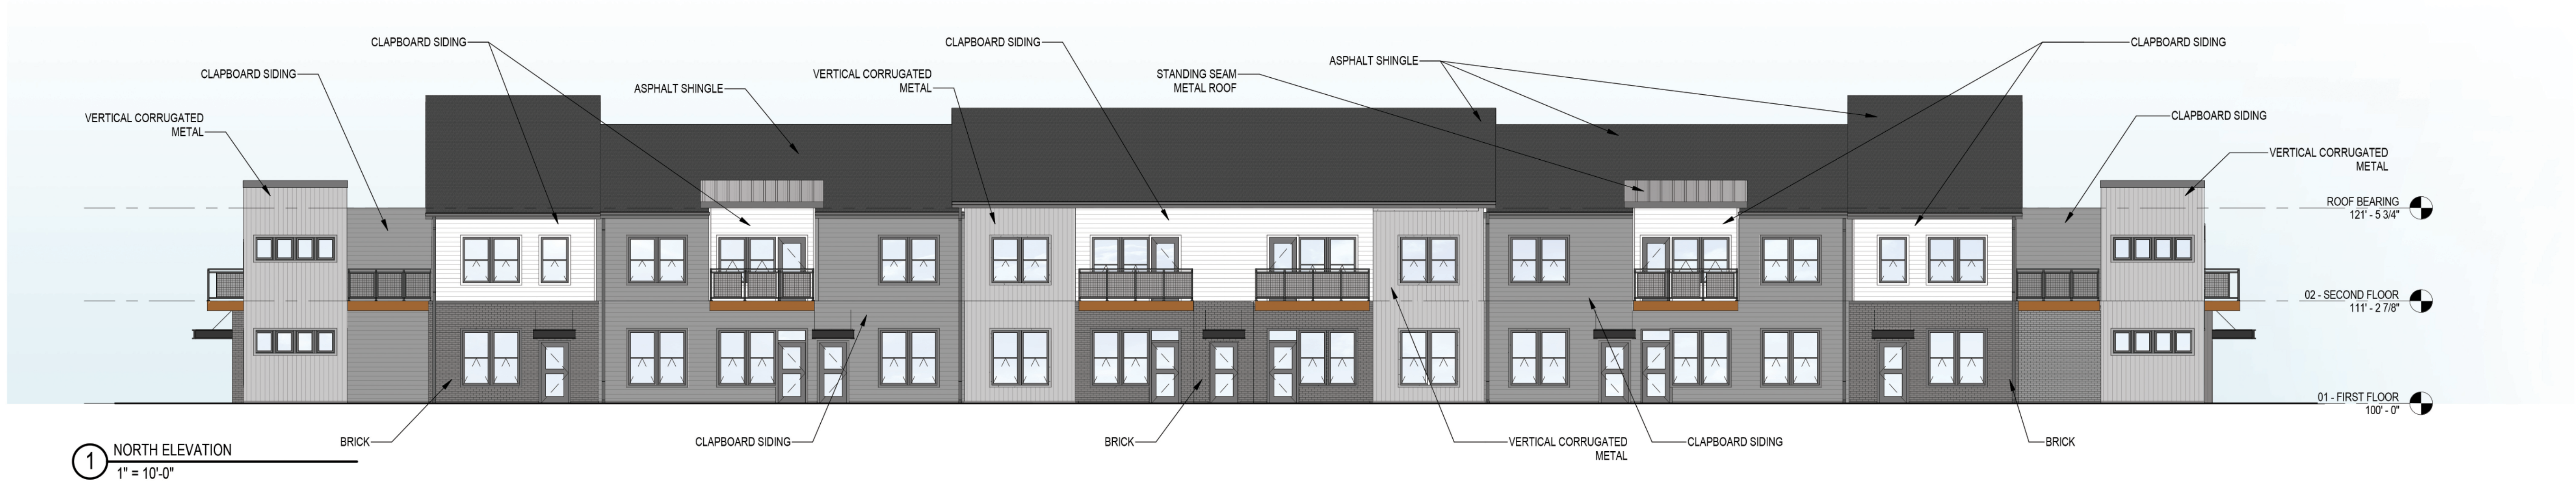 CLAPBOARD SIDING
CLAPBOARD SIDING
CLAPBOARD SIDING
ASPHALT SHINGLE
CLAPBOARD SIDING
VERTICAL CORRUGATED
METAL
STANDING SEAM
METAL ROOF
ASPHALT SHINGLE
CLAPBOARD SIDING
VERTICAL CORRUGATED
METAL
CLAPBOARD SIDING
VERTICAL CORRUGATED
METAL
ROOF BEARING
121' - 5 3/4"
02 - SECOND FLOOR
111' - 2 7/8"
01 - FIRST FLOOR
100' - 0"
BRICK
CLAPBOARD SIDING
BRICK
VERTICAL CORRUGATED
METAL
CLAPBOARD SIDING
BRICK
1
NORTH ELEVATION
1" = 10'-0"